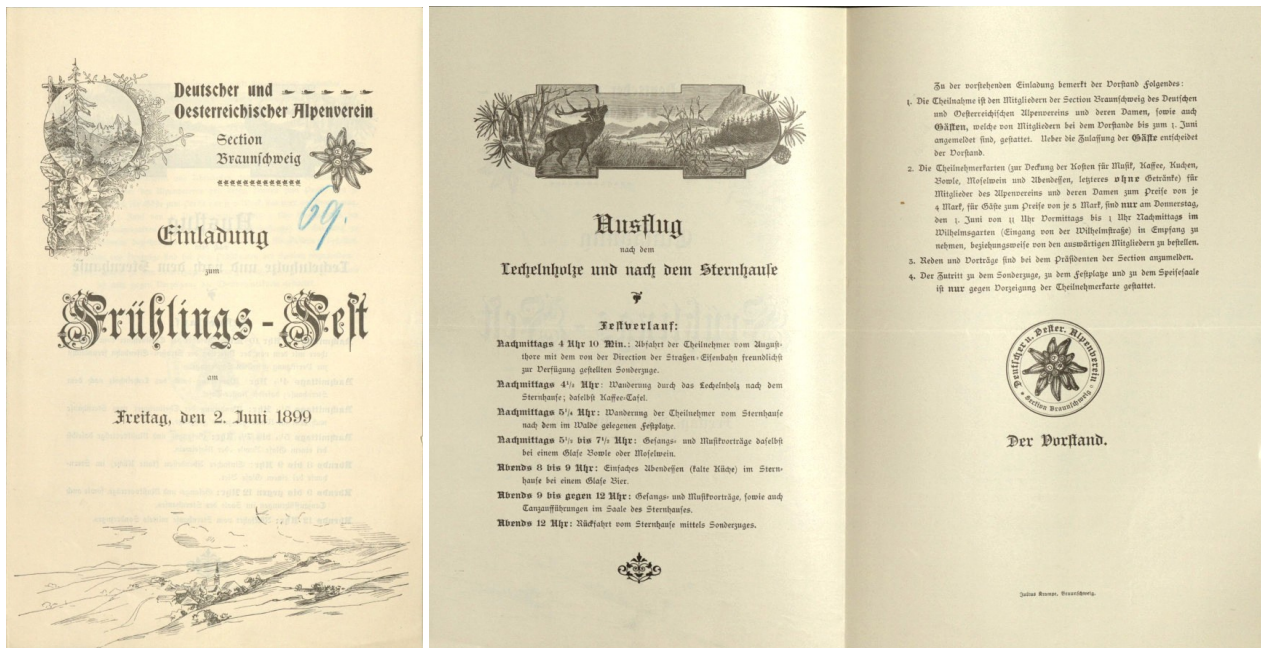 Deutscher und
Oesterreichischer Alpenverein
Section
Braunschweig
69.
Einladung
zum
Frühlings-Fest
am
Freitag, den 2. Juni 1899
Ausflug
nach dem
Lechelnholze und nach dem Sternhause
Festverlauf:
Nachmittags 4 Uhr 10 Min.: Abfahrt der Theilnehmer vom August-
thore mit dem von der Direction der Straßen-Eisenbahn freundlichst
zur Verfügung gestellten Sonderzuge.
Nachmittags 4½ Uhr: Wanderung durch das Lechelnholz nach dem
Sternhause; daselbst Kaffee-Tafel.
Nachmittags 5¼ Uhr: Wanderung der Theilnehmer vom Sternhause
nach dem im Walde gelegenen Festplatze.
Nachmittags 5½ bis 7½ Uhr: Gesangs- und Musikvorträge daselbst
bei einem Glase Bowle oder Moselwein.
Abends 8 bis 9 Uhr: Einfaches Abendessen (kalte Küche) im Stern-
hause bei einem Glase Bier.
Abends 9 bis gegen 12 Uhr: Gesangs- und Musikvorträge, sowie auch
Tanzaufführungen im Saale des Sternhauses.
Abends 12 Uhr: Rückfahrt vom Sternhause mittels Sonderzuges.
Zu der vorstehenden Einladung bemerkt der Vorstand Folgendes:
1. Die Theilnahme ist den Mitgliedern der Section Braunschweig des Deutschen
und Oesterreichischen Alpenvereins und deren Damen, sowie auch
Gästen, welche von Mitgliedern bei dem Vorstande bis zum 1. Juni
angemeldet sind, gestattet. Ueber die Zulassung der Gäste entscheidet
der Vorstand.
2. Die Theilnehmerkarten (zur Deckung der Kosten für Musik, Kaffee, Kuchen,
Bowle, Moselwein und Abendessen, letzteres ohne Getränke) für
Mitglieder des Alpenvereins und deren Damen zum Preise von je
4 Mark, für Gäste zum Preise von je 5 Mark, sind nur am Donnerstag,
den 1. Juni von 11 Uhr Vormittags bis 1 Uhr Nachmittags im
Wilhelmsgarten (Eingang von der Wilhelmstraße) in Empfang zu
nehmen, beziehungsweise von den auswärtigen Mitgliedern zu bestellen.
3. Reden und Vorträge sind bei dem Präsidenten der Section anzumelden.
4. Der Zutritt zu dem Sonderzuge, zu dem Festplatze und zu dem Speisesaale
ist nur gegen Vorzeigung der Theilnehmerkarte gestattet.
Deutscher u. Oester. Alpenverein
Section Braunschweig
Der Vorstand.
Julius Krampe, Braunschweig.